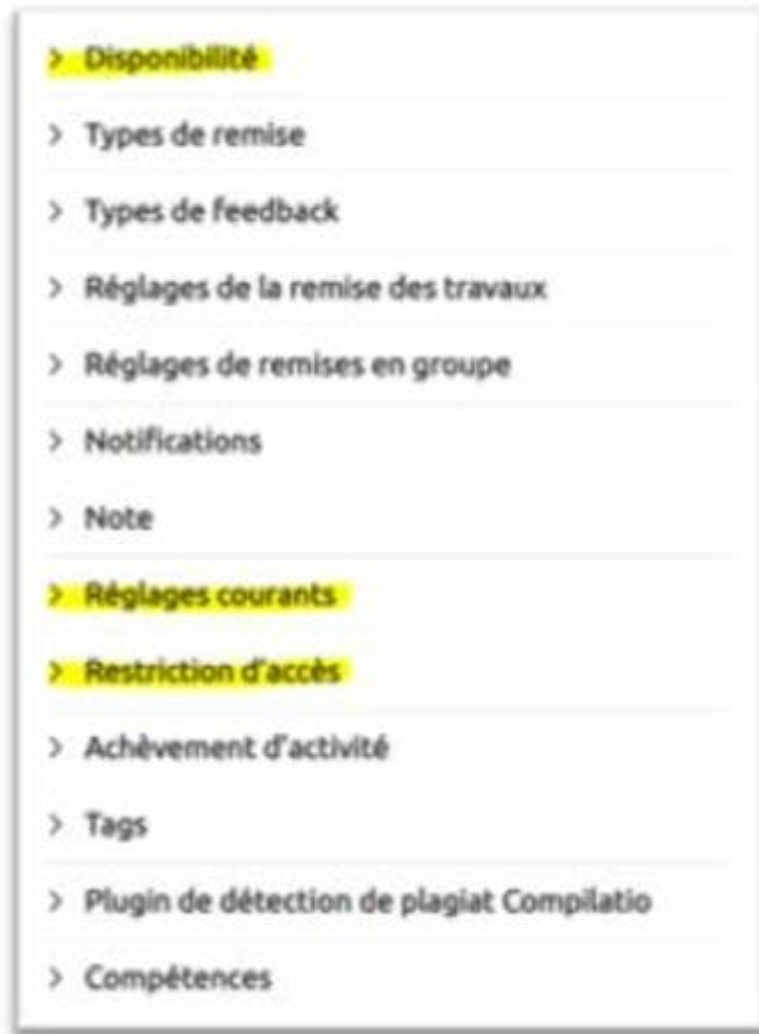 > Disponibilité
> Types de remise
> Types de feedback
> Réglages de la remise des travaux
> Réglages de remises en groupe
> Notifications
> Note
> Réglages courants
> Restriction d'accès
> Achèvement d'activité
> Tags
> Plugin de détection de plagiat Compilatio
> Compétences